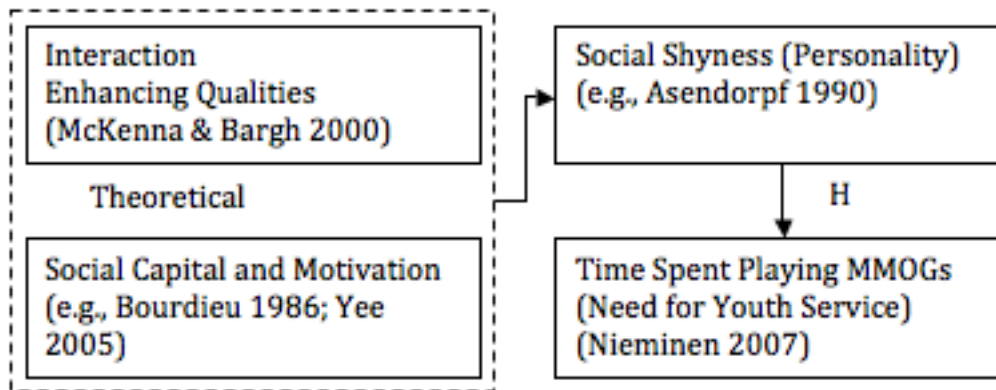 Interaction
Enhancing Qualities
(McKenna & Bargh 2000)
Theoretical
Social Capital and Motivation
(e.g., Bourdieu 1986; Yee
2005)
Social Shyness (Personality)
(e.g., Asendorpf 1990)
H
Time Spent Playing MMOGs
(Need for Youth Service)
(Nieminen 2007)